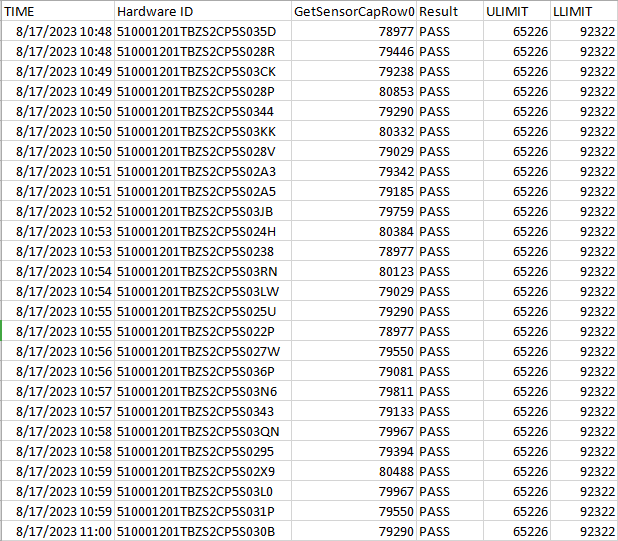 TIME Hardware ID GetSensorCapRow0 Result ULIMIT LLIMIT
8/17/2023 10:48 510001201TBZS2CP5S035D 78977 PASS 65226 92322
8/17/2023 10:48 510001201TBZS2CP5S028R 79446 PASS 65226 92322
8/17/2023 10:49 510001201TBZS2CP5S03CK 79238 PASS 65226 92322
8/17/2023 10:49 510001201TBZS2CP5S028P 80853 PASS 65226 92322
8/17/2023 10:50 510001201TBZS2CP5S0344 79290 PASS 65226 92322
8/17/2023 10:50 510001201TBZS2CP5S03KK 80332 PASS 65226 92322
8/17/2023 10:50 510001201TBZS2CP5S028V 79029 PASS 65226 92322
8/17/2023 10:51 510001201TBZS2CP5S02A3 79342 PASS 65226 92322
8/17/2023 10:51 510001201TBZS2CP5S02A5 79185 PASS 65226 92322
8/17/2023 10:52 510001201TBZS2CP5S03JB 79759 PASS 65226 92322
8/17/2023 10:53 510001201TBZS2CP5S024H 80384 PASS 65226 92322
8/17/2023 10:53 510001201TBZS2CP5S0238 78977 PASS 65226 92322
8/17/2023 10:54 510001201TBZS2CP5S03RN 80123 PASS 65226 92322
8/17/2023 10:54 510001201TBZS2CP5S03LW 79029 PASS 65226 92322
8/17/2023 10:55 510001201TBZS2CP5S025U 79290 PASS 65226 92322
8/17/2023 10:55 510001201TBZS2CP5S022P 78977 PASS 65226 92322
8/17/2023 10:56 510001201TBZS2CP5S027W 79550 PASS 65226 92322
8/17/2023 10:56 510001201TBZS2CP5S036P 79081 PASS 65226 92322
8/17/2023 10:57 510001201TBZS2CP5S03N6 79811 PASS 65226 92322
8/17/2023 10:57 510001201TBZS2CP5S0343 79133 PASS 65226 92322
8/17/2023 10:58 510001201TBZS2CP5S03QN 79967 PASS 65226 92322
8/17/2023 10:58 510001201TBZS2CP5S0295 79394 PASS 65226 92322
8/17/2023 10:59 510001201TBZS2CP5S02X9 80488 PASS 65226 92322
8/17/2023 10:59 510001201TBZS2CP5S03L0 79967 PASS 65226 92322
8/17/2023 10:59 510001201TBZS2CP5S031P 79550 PASS 65226 92322
8/17/2023 11:00 510001201TBZS2CP5S030B 79290 PASS 65226 92322